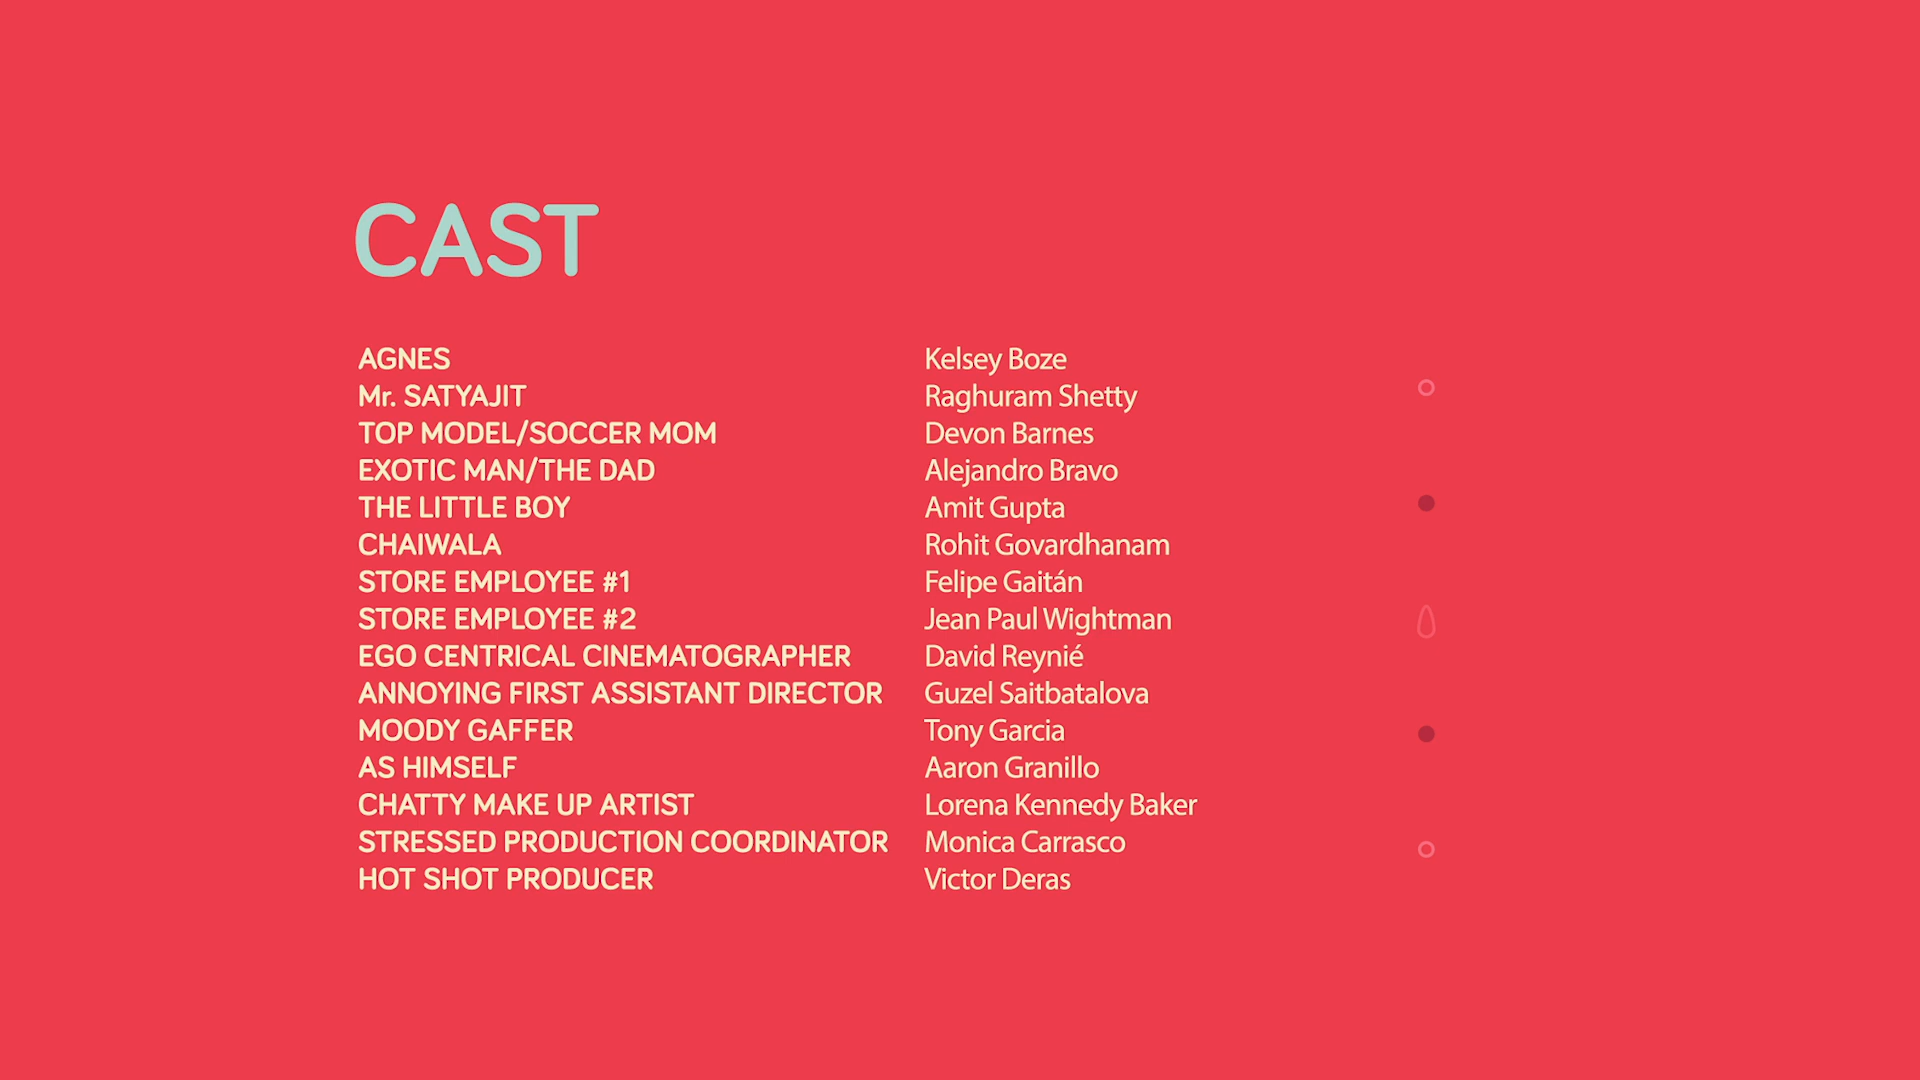 CAST
AGNES Kelsey Boze
Mr. SATYAJIT Raghuram Shetty
TOP MODEL/SOCCER MOM Devon Barnes
EXOTIC MAN/THE DAD Alejandro Bravo
THE LITTLE BOY Amit Gupta
CHAIWALA Rohit Govardhanam
STORE EMPLOYEE #1 Felipe Gaitán
STORE EMPLOYEE #2 Jean Paul Wightman
EGO CENTRICAL CINEMATOGRAPHER David Reynié
ANNOYING FIRST ASSISTANT DIRECTOR Guzel Saitbatalova
MOODY GAFFER Tony Garcia
AS HIMSELF Aaron Granillo
CHATTY MAKE UP ARTIST Lorena Kennedy Baker
STRESSED PRODUCTION COORDINATOR Monica Carrasco
HOT SHOT PRODUCER Victor Deras